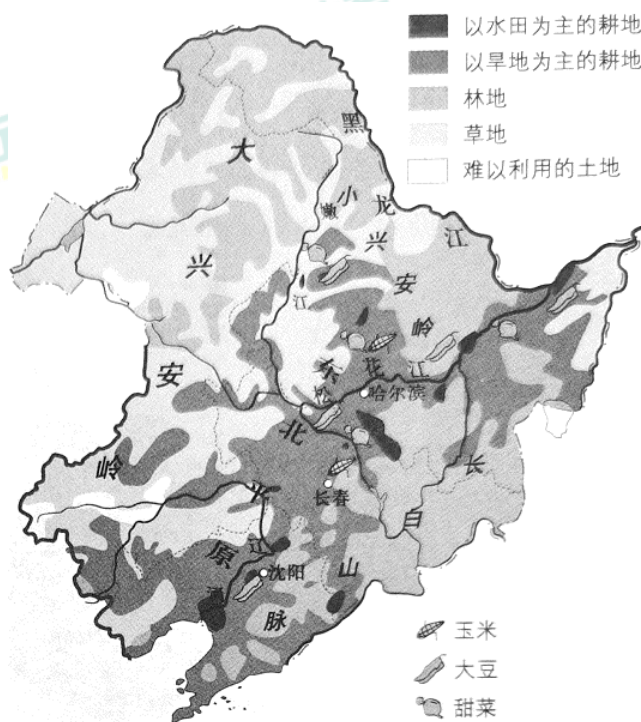 以水田为主的耕地
以旱地为主的耕地
林地
草地
难以利用的土地
大兴安岭
小兴安岭
黑龙江
嫩江
松花江
东北平原
长白山脉
哈尔滨
长春
沈阳
江
玉米
大豆
甜菜